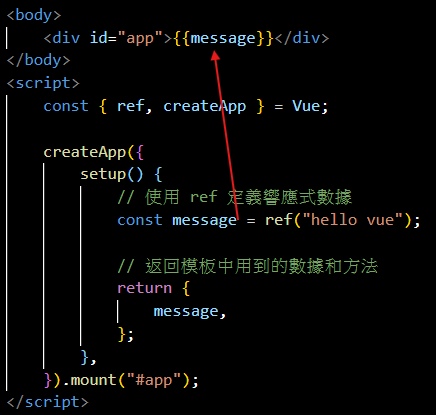 <body>
    <div id="app">{{message}}</div>
</body>
<script>
    const { ref, createApp } = Vue;
    createApp({
        setup() {
            // 使用 ref 定義響應式數據
            const message = ref("hello vue");
            // 返回模板中用到的數據和方法
            return {
                message,
            };
        },
    }).mount("#app");
</script>